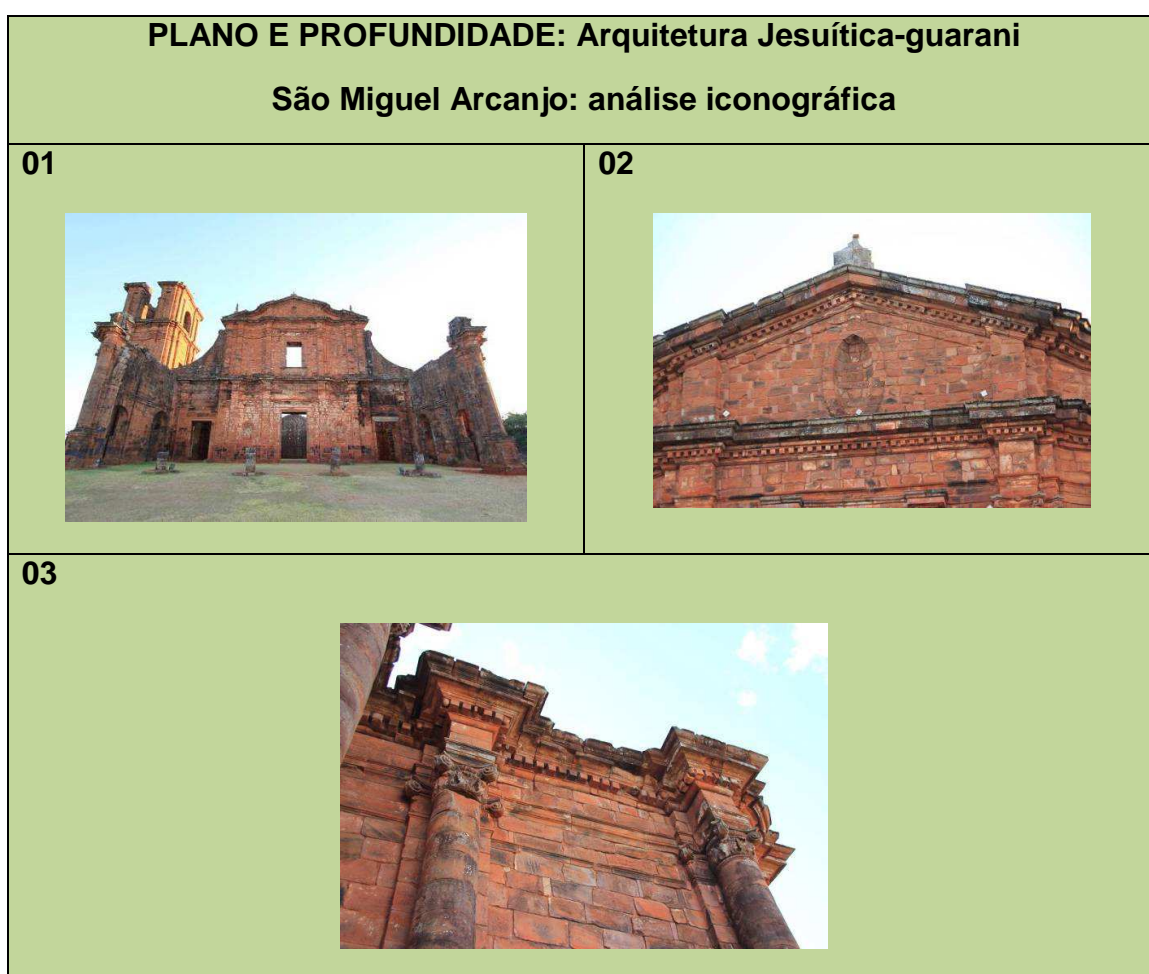 PLANO E PROFUNDIDADE: Arquitetura Jesuítica-guarani
São Miguel Arcanjo: análise iconográfica
01
02
03